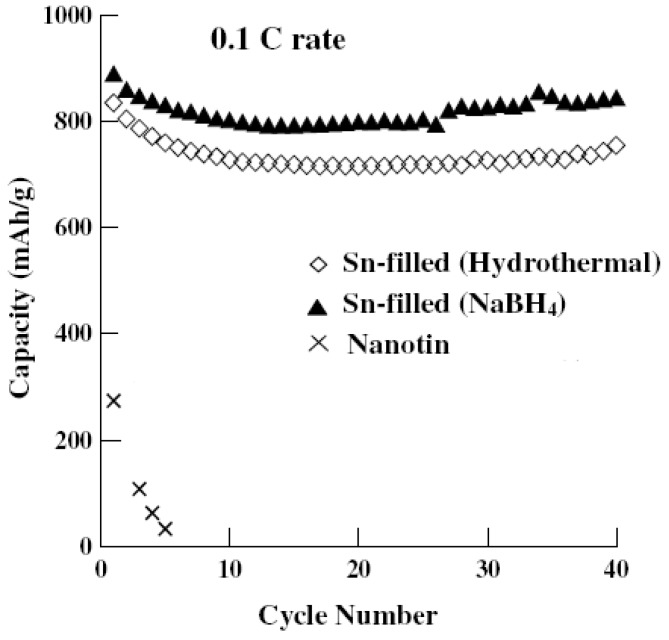 1000
0.1 C rate
800
600
400
200
0
Capacity (mAh/g)
Sn-filled (Hydrothermal)
Sn-filled (NaBH₄)
Nanotin
0 10 20 30 40
Cycle Number